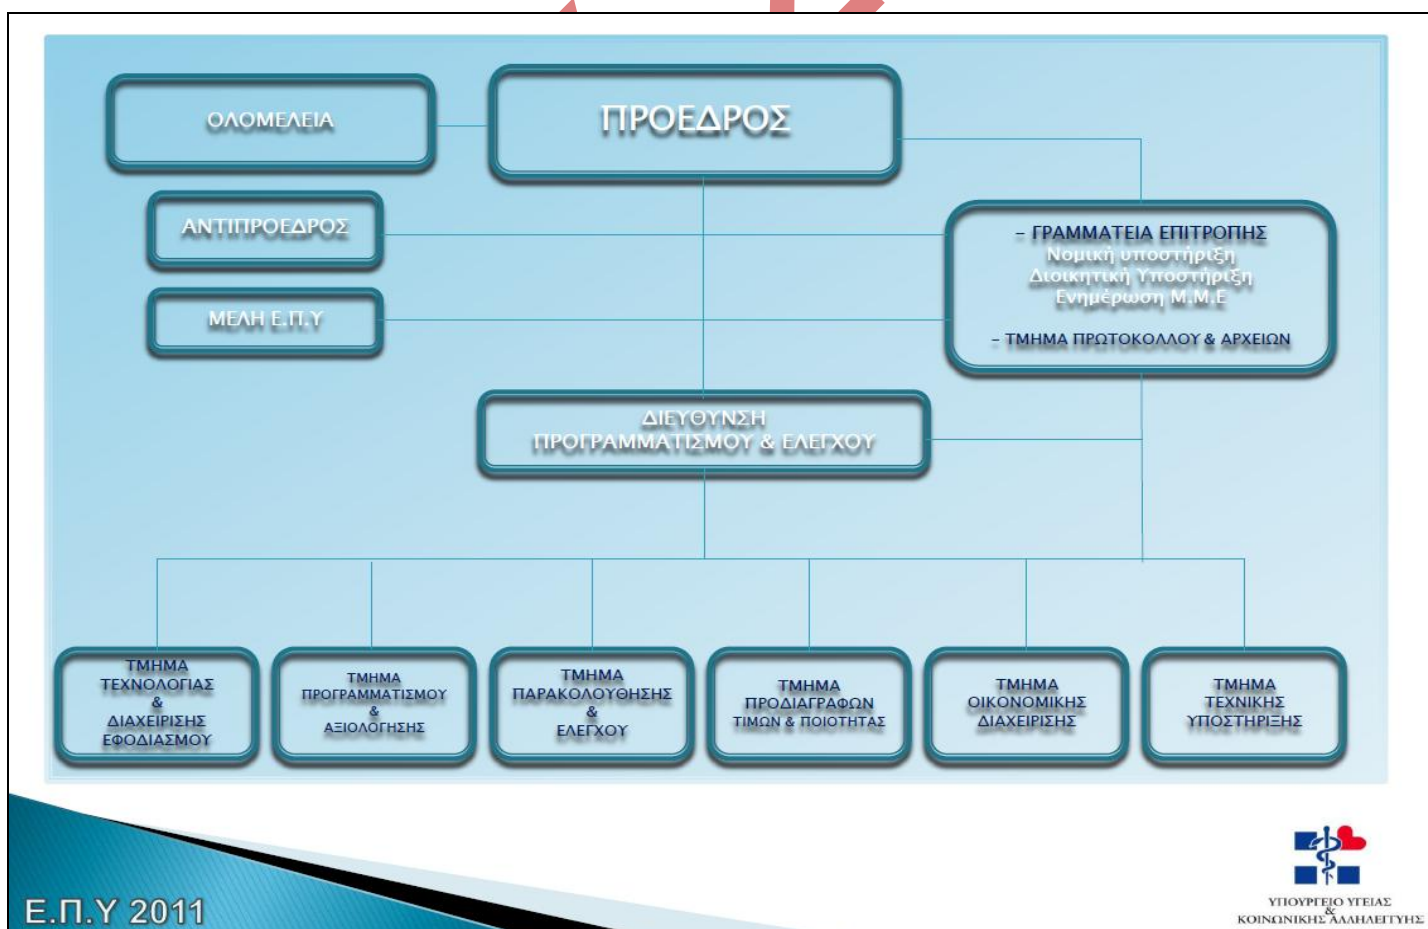 ΟΛΟΜΕΛΕΙΑ
ΠΡΟΕΔΡΟΣ
ΑΝΤΙΠΡΟΕΔΡΟΣ
ΜΕΛΗ Ε.Π.Υ
– ΓΡΑΜΜΑΤΕΙΑ ΕΠΙΤΡΟΠΗΣ
Νομική υποστήριξη
Διοικητική Υποστήριξη
Ενημέρωση Μ.Μ.Ε
– ΤΜΗΜΑ ΠΡΩΤΟΚΟΛΛΟΥ & ΑΡΧΕΙΩΝ
ΔΙΕΥΘΥΝΣΗ
ΠΡΟΓΡΑΜΜΑΤΙΣΜΟΥ & ΕΛΕΓΧΟΥ
ΤΜΗΜΑ
ΤΕΧΝΟΛΟΓΙΑΣ
&
ΔΙΑΧΕΙΡΙΣΗΣ
ΕΦΟΔΙΑΣΜΟΥ
ΤΜΗΜΑ
ΠΡΟΓΡΑΜΜΑΤΙΣΜΟΥ
&
ΑΞΙΟΛΟΓΗΣΗΣ
ΤΜΗΜΑ
ΠΑΡΑΚΟΛΟΥΘΗΣΗΣ
&
ΕΛΕΓΧΟΥ
ΤΜΗΜΑ
ΠΡΟΔΙΑΓΡΑΦΩΝ
ΤΙΜΩΝ & ΠΟΙΟΤΗΤΑΣ
ΤΜΗΜΑ
ΟΙΚΟΝΟΜΙΚΗΣ
ΔΙΑΧΕΙΡΙΣΗΣ
ΤΜΗΜΑ
ΤΕΧΝΙΚΗΣ
ΥΠΟΣΤΗΡΙΞΗΣ
Ε.Π.Υ 2011
ΥΠΟΥΡΓΕΙΟ ΥΓΕΙΑΣ
&
ΚΟΙΝΩΝΙΚΗΣ ΑΛΛΗΛΕΓΓΥΗΣ